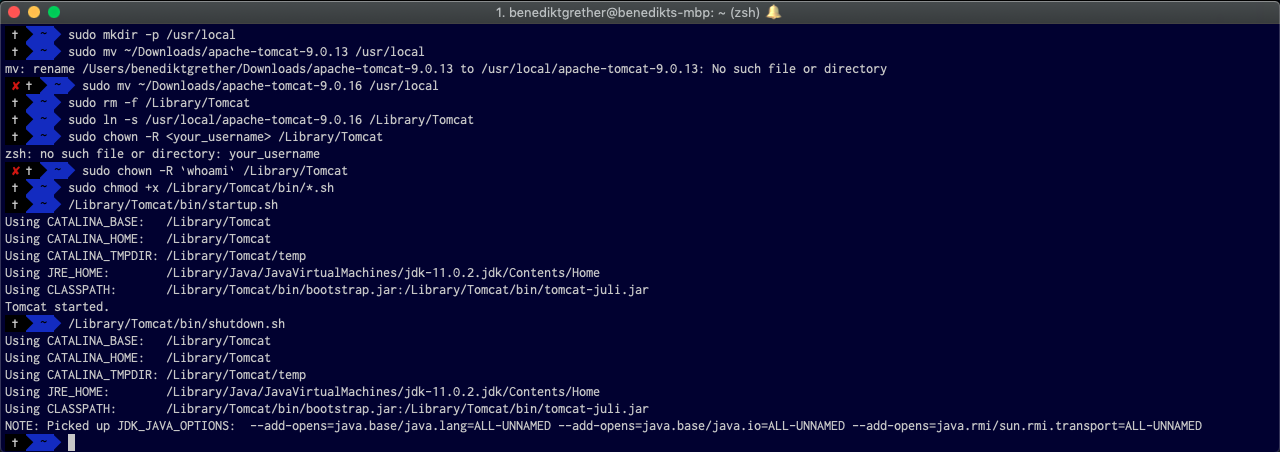 1. benediktgrether@benedikts-mbp: ~ (zsh) 🔔
† ~ sudo mkdir -p /usr/local
† ~ sudo mv ~/Downloads/apache-tomcat-9.0.13 /usr/local
mv: rename /Users/benediktgrether/Downloads/apache-tomcat-9.0.13 to /usr/local/apache-tomcat-9.0.13: No such file or directory
✘ † ~ sudo mv ~/Downloads/apache-tomcat-9.0.16 /usr/local
† ~ sudo rm -f /Library/Tomcat
† ~ sudo ln -s /usr/local/apache-tomcat-9.0.16 /Library/Tomcat
† ~ sudo chown -R <your_username> /Library/Tomcat
zsh: no such file or directory: your_username
✘ † ~ sudo chown -R `whoami` /Library/Tomcat
† ~ sudo chmod +x /Library/Tomcat/bin/*.sh
† ~ /Library/Tomcat/bin/startup.sh
Using CATALINA_BASE:   /Library/Tomcat
Using CATALINA_HOME:   /Library/Tomcat
Using CATALINA_TMPDIR: /Library/Tomcat/temp
Using JRE_HOME:        /Library/Java/JavaVirtualMachines/jdk-11.0.2.jdk/Contents/Home
Using CLASSPATH:       /Library/Tomcat/bin/bootstrap.jar:/Library/Tomcat/bin/tomcat-juli.jar
Tomcat started.
† ~ /Library/Tomcat/bin/shutdown.sh
Using CATALINA_BASE:   /Library/Tomcat
Using CATALINA_HOME:   /Library/Tomcat
Using CATALINA_TMPDIR: /Library/Tomcat/temp
Using JRE_HOME:        /Library/Java/JavaVirtualMachines/jdk-11.0.2.jdk/Contents/Home
Using CLASSPATH:       /Library/Tomcat/bin/bootstrap.jar:/Library/Tomcat/bin/tomcat-juli.jar
NOTE: Picked up JDK_JAVA_OPTIONS:  --add-opens=java.base/java.lang=ALL-UNNAMED --add-opens=java.base/java.io=ALL-UNNAMED --add-opens=java.rmi/sun.rmi.transport=ALL-UNNAMED
† ~